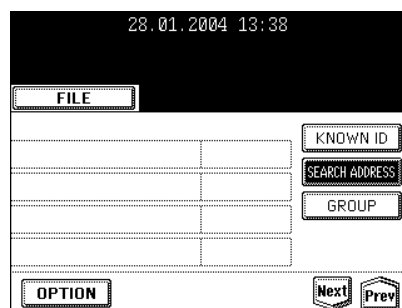 28.01.2004 13:38
FILE
KNOWN ID
SEARCH ADDRESS
GROUP
OPTION
Next
Prev